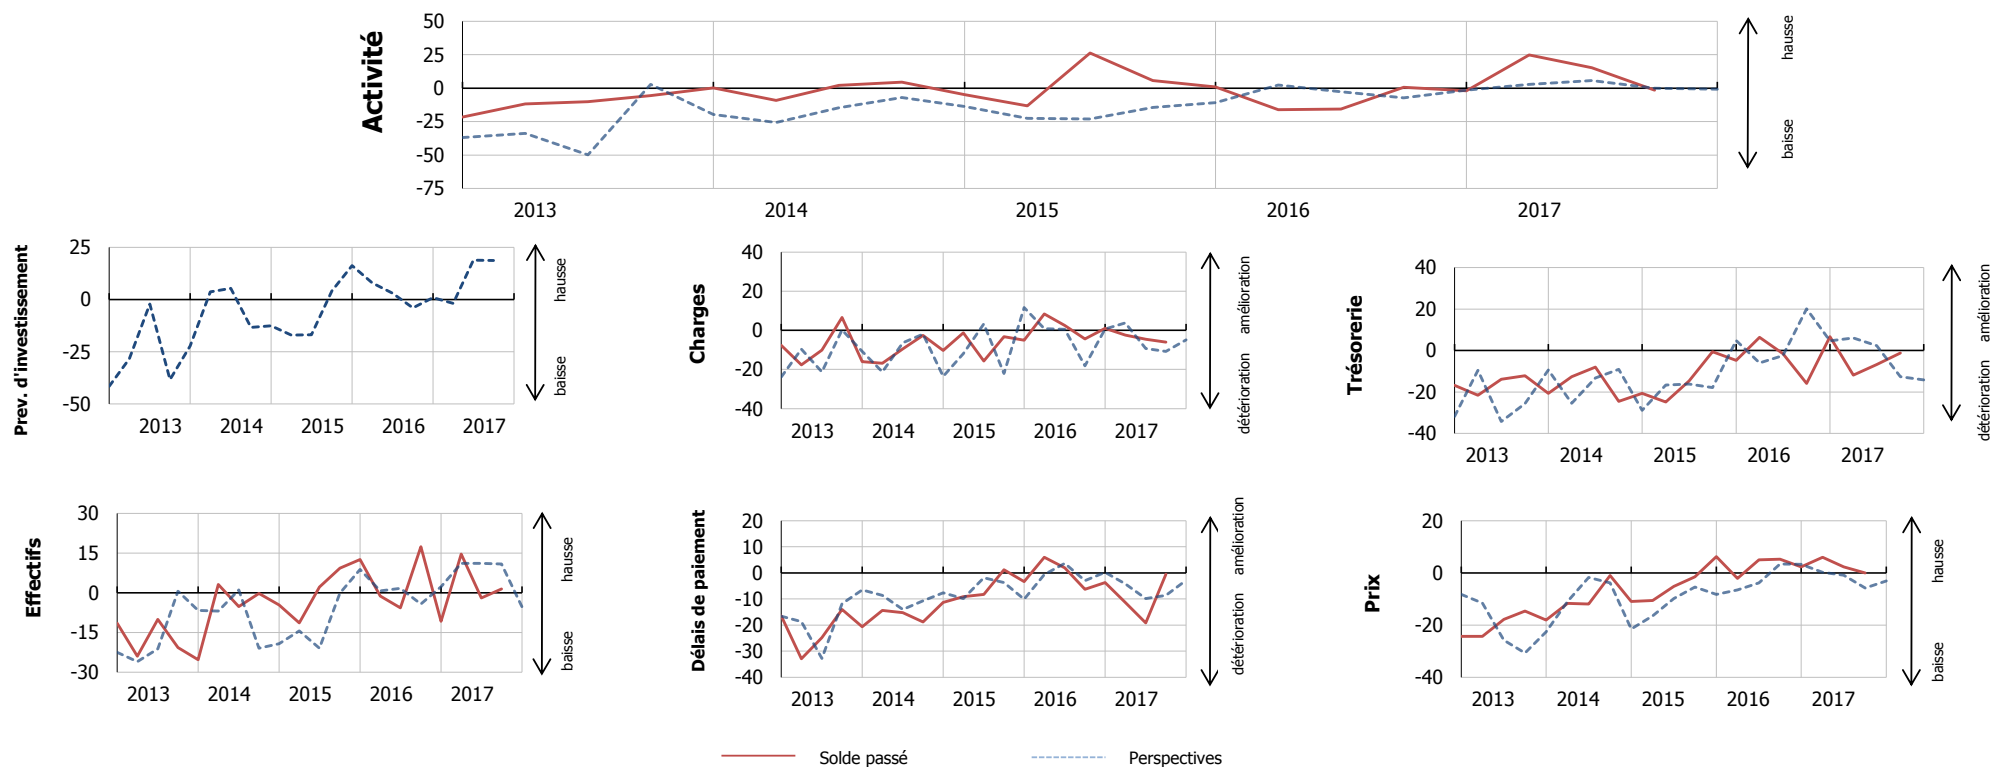 Activité
50
25
0
-25
-50
-75
2013 2014 2015 2016 2017
hausse
baisse
Prev. d'investissement
25
0
-25
-50
2013 2014 2015 2016 2017
hausse
baisse
Charges
40
20
0
-20
-40
2013 2014 2015 2016 2017
amélioration
détérioration
Trésorerie
40
20
0
-20
-40
2013 2014 2015 2016 2017
amélioration
détérioration
Effectifs
30
15
0
-15
-30
2013 2014 2015 2016 2017
hausse
baisse
Délais de paiement
20
10
0
-10
-20
-30
-40
2013 2014 2015 2016 2017
amélioration
détérioration
Prix
20
0
-20
-40
2013 2014 2015 2016 2017
hausse
baisse
Solde passé Perspectives